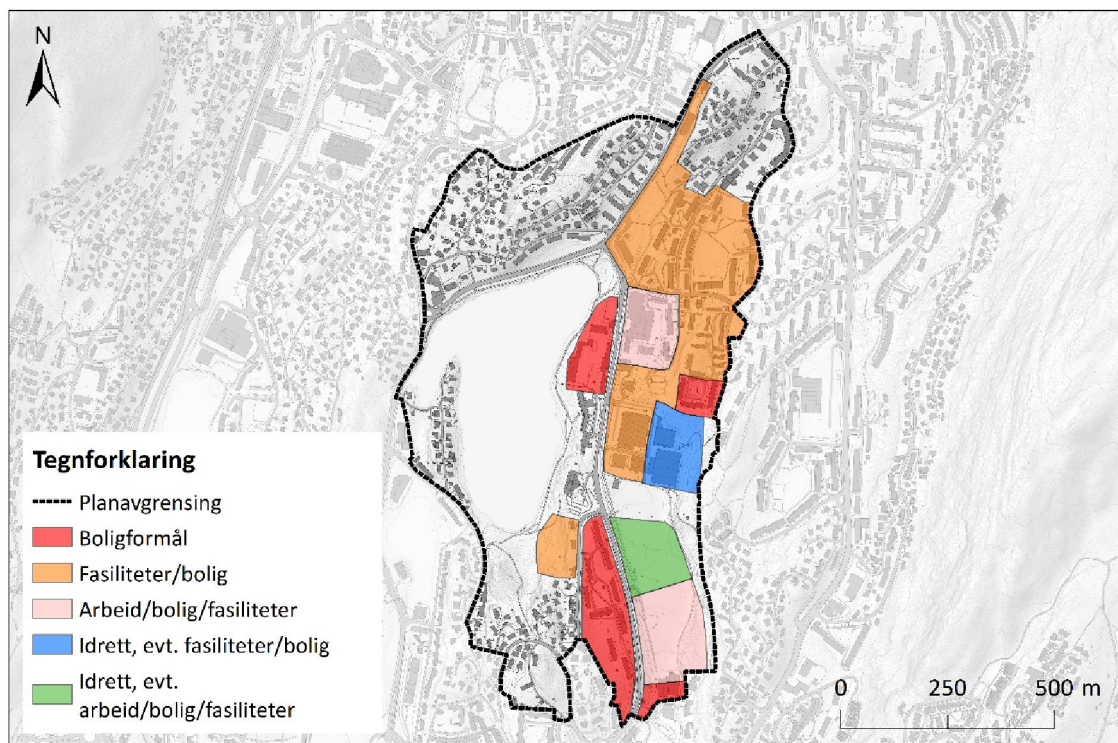 N
Tegnforklaring
Planavgrensing
Boligformål
Fasiliteter/bolig
Arbeid/bolig/fasiliteter
Idrett, evt. fasiliteter/bolig
Idrett, evt.
arbeid/bolig/fasiliteter
0 250 500 m